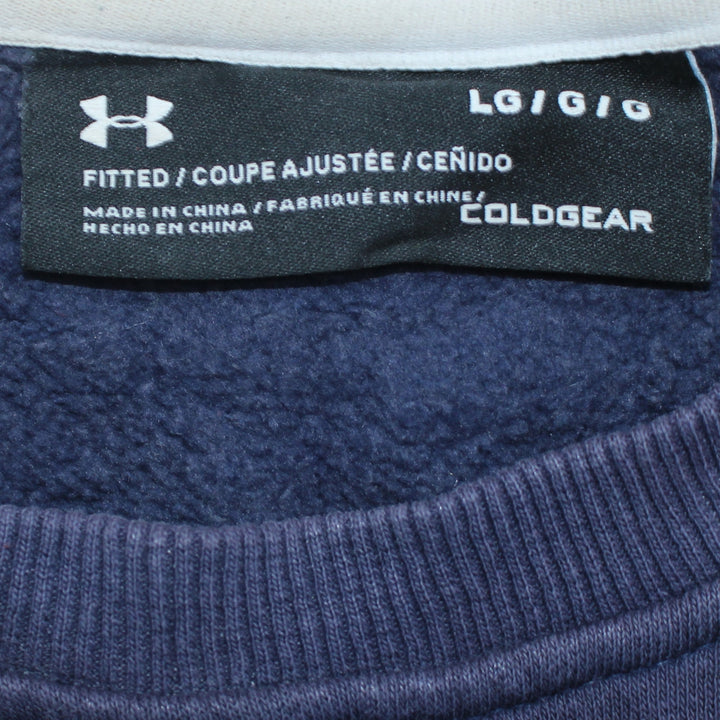 LG / G / G
FITTED / COUPE AJUSTÉE / CEÑIDO
MADE IN CHINA / FABRIQUÉ EN CHINE /
HECHO EN CHINA
COLDGEAR